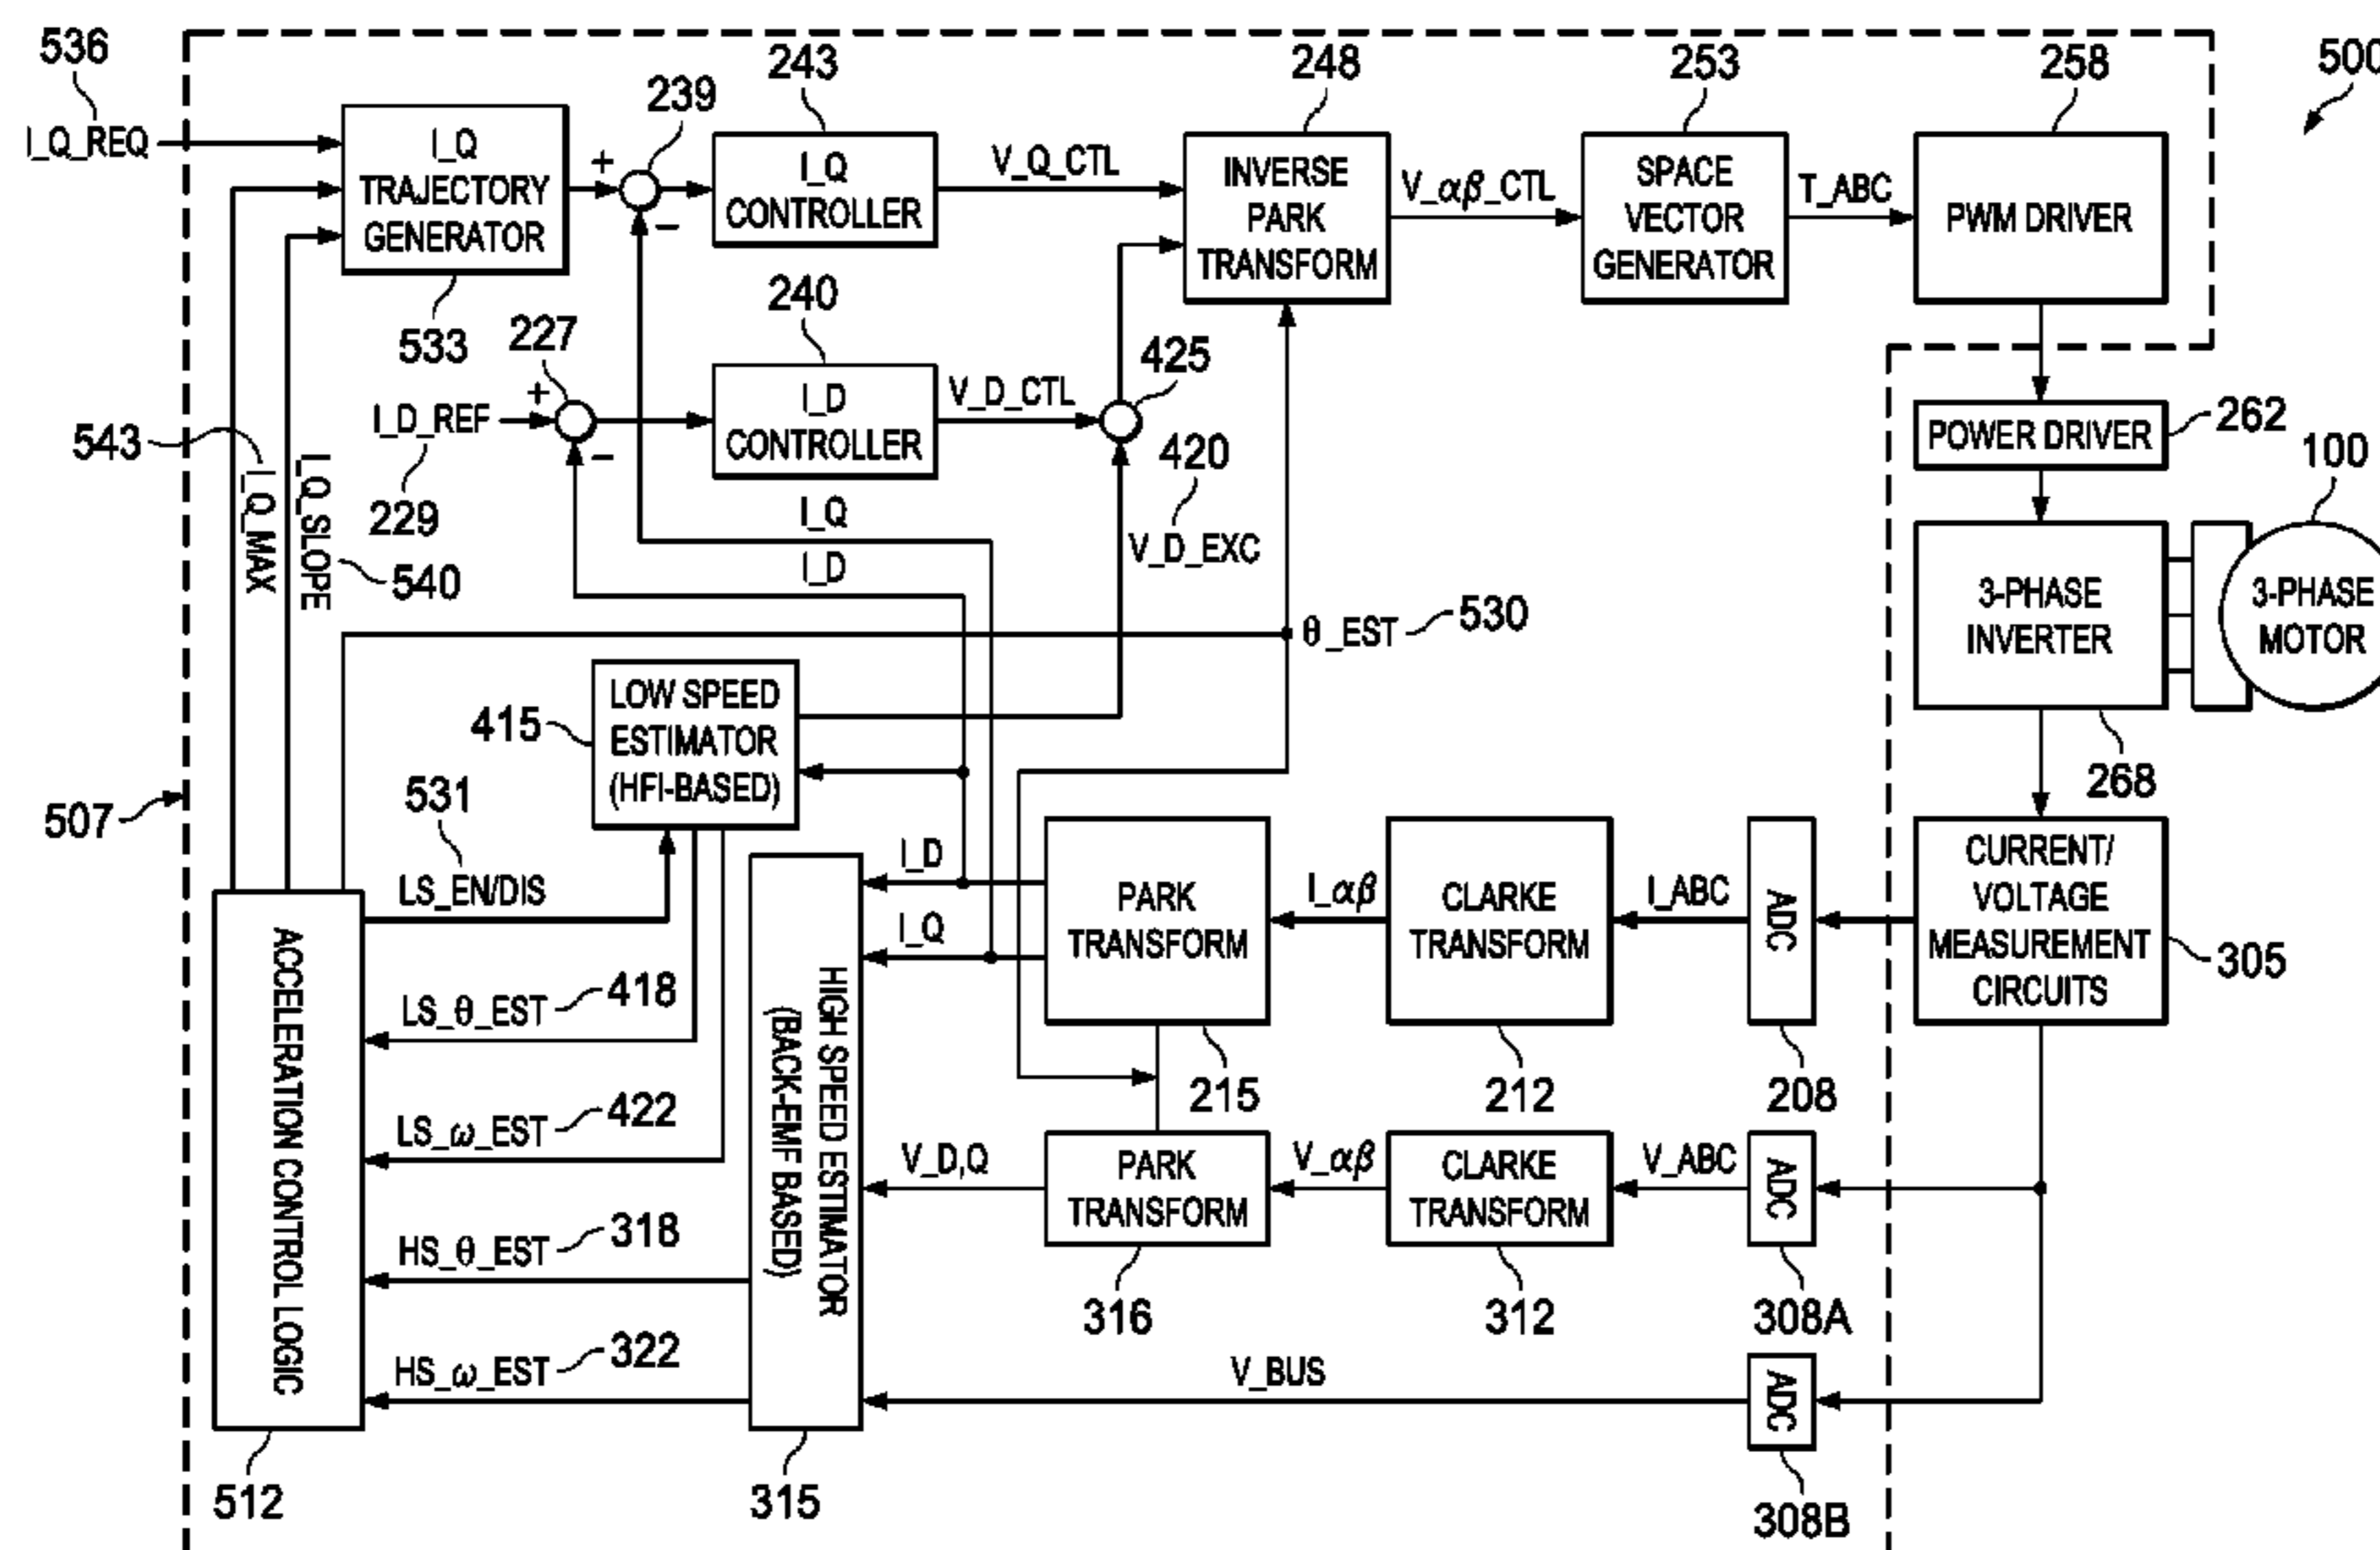 536
243
248
253
258
500
239
I_Q_REQ
I_Q
TRAJECTORY
GENERATOR
+
−
I_Q
CONTROLLER
V_Q_CTL
INVERSE
PARK
TRANSFORM
V_αβ_CTL
SPACE
VECTOR
GENERATOR
T_ABC
PWM DRIVER
533
227
240
425
I_D_REF
+
−
I_D
CONTROLLER
V_D_CTL
POWER DRIVER
262
100
543
229
420
I_Q_MAX
I_Q_SLOPE
540
I_Q
I_D
V_D_EXC
θ_EST
530
3-PHASE
INVERTER
3-PHASE
MOTOR
268
415
LOW SPEED
ESTIMATOR
(HFI-BASED)
507
531
LS_EN/DIS
I_D
I_Q
PARK
TRANSFORM
I_αβ
CLARKE
TRANSFORM
I_ABC
ADC
CURRENT/
VOLTAGE
MEASUREMENT
CIRCUITS
305
215
212
208
ACCELERATION CONTROL LOGIC
LS_θ_EST
418
LS_ω_EST
422
HIGH SPEED ESTIMATOR
(BACK-EMF BASED)
V_D,Q
PARK
TRANSFORM
V_αβ
CLARKE
TRANSFORM
V_ABC
ADC
HS_θ_EST
318
316
312
308A
HS_ω_EST
322
V_BUS
ADC
512
315
308B